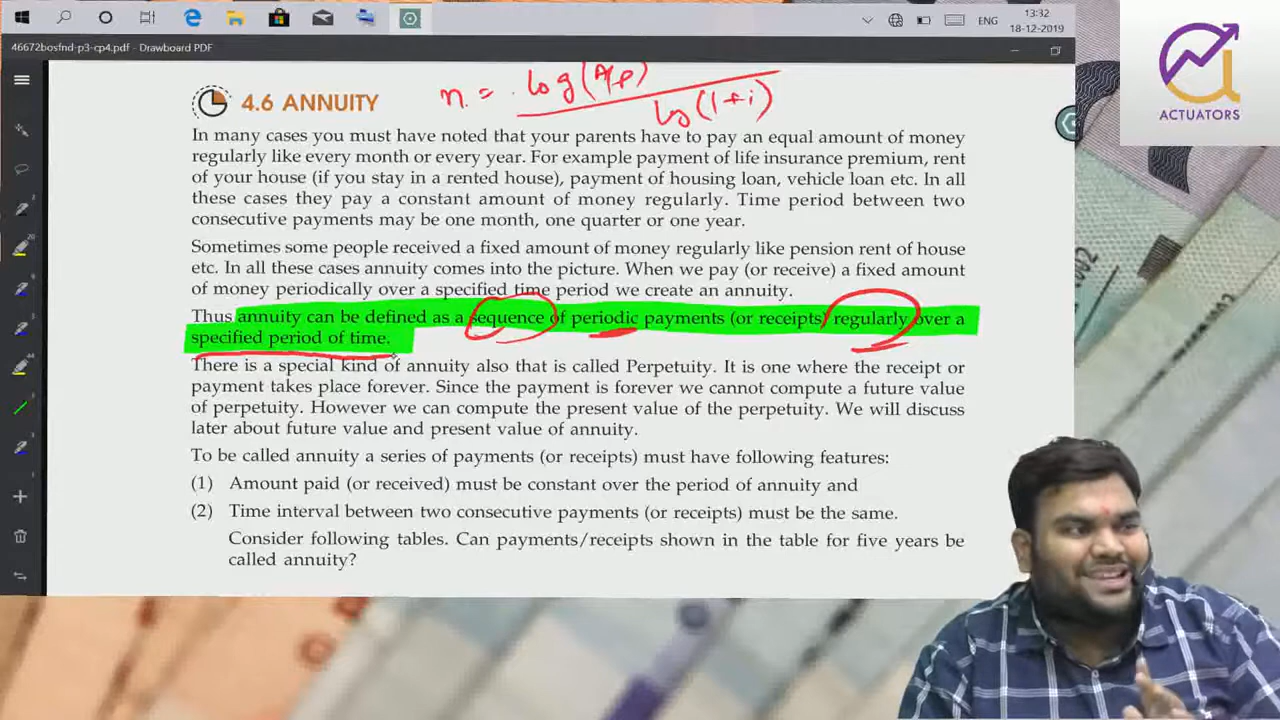 13:32
ENG
18-12-2019
46672bosfnd-p3-cp4.pdf - Drawboard PDF
ACTUATORS
n = log(A/P)
log(1+i)
4.6 ANNUITY
In many cases you must have noted that your parents have to pay an equal amount of money
regularly like every month or every year. For example payment of life insurance premium, rent
of your house (if you stay in a rented house), payment of housing loan, vehicle loan etc. In all
these cases they pay a constant amount of money regularly. Time period between two
consecutive payments may be one month, one quarter or one year.
Sometimes some people received a fixed amount of money regularly like pension rent of house
etc. In all these cases annuity comes into the picture. When we pay (or receive) a fixed amount
of money periodically over a specified time period we create an annuity.
Thus annuity can be defined as a sequence of periodic payments (or receipts) regularly over a
specified period of time.
There is a special kind of annuity also that is called Perpetuity. It is one where the receipt or
payment takes place forever. Since the payment is forever we cannot compute a future value
of perpetuity. However we can compute the present value of the perpetuity. We will discuss
later about future value and present value of annuity.
To be called annuity a series of payments (or receipts) must have following features:
(1) Amount paid (or received) must be constant over the period of annuity and
(2) Time interval between two consecutive payments (or receipts) must be the same.
Consider following tables. Can payments/receipts shown in the table for five years be
called annuity?